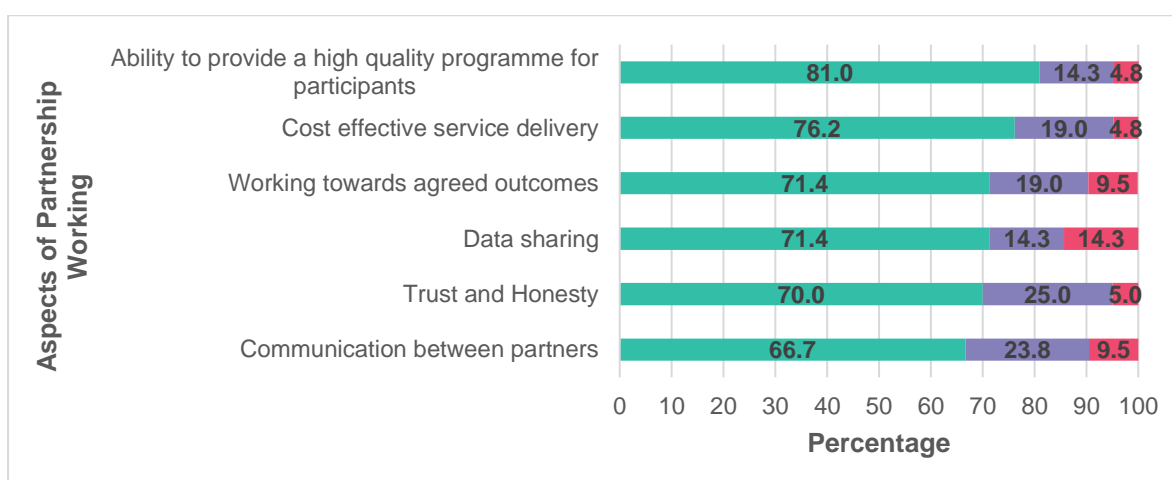 Aspects of Partnership
Working
Ability to provide a high quality programme for
participants
81.0 14.3 4.8
Cost effective service delivery
76.2 19.0 4.8
Working towards agreed outcomes
71.4 19.0 9.5
Data sharing
71.4 14.3 14.3
Trust and Honesty
70.0 25.0 5.0
Communication between partners
66.7 23.8 9.5
0 10 20 30 40 50 60 70 80 90 100
Percentage